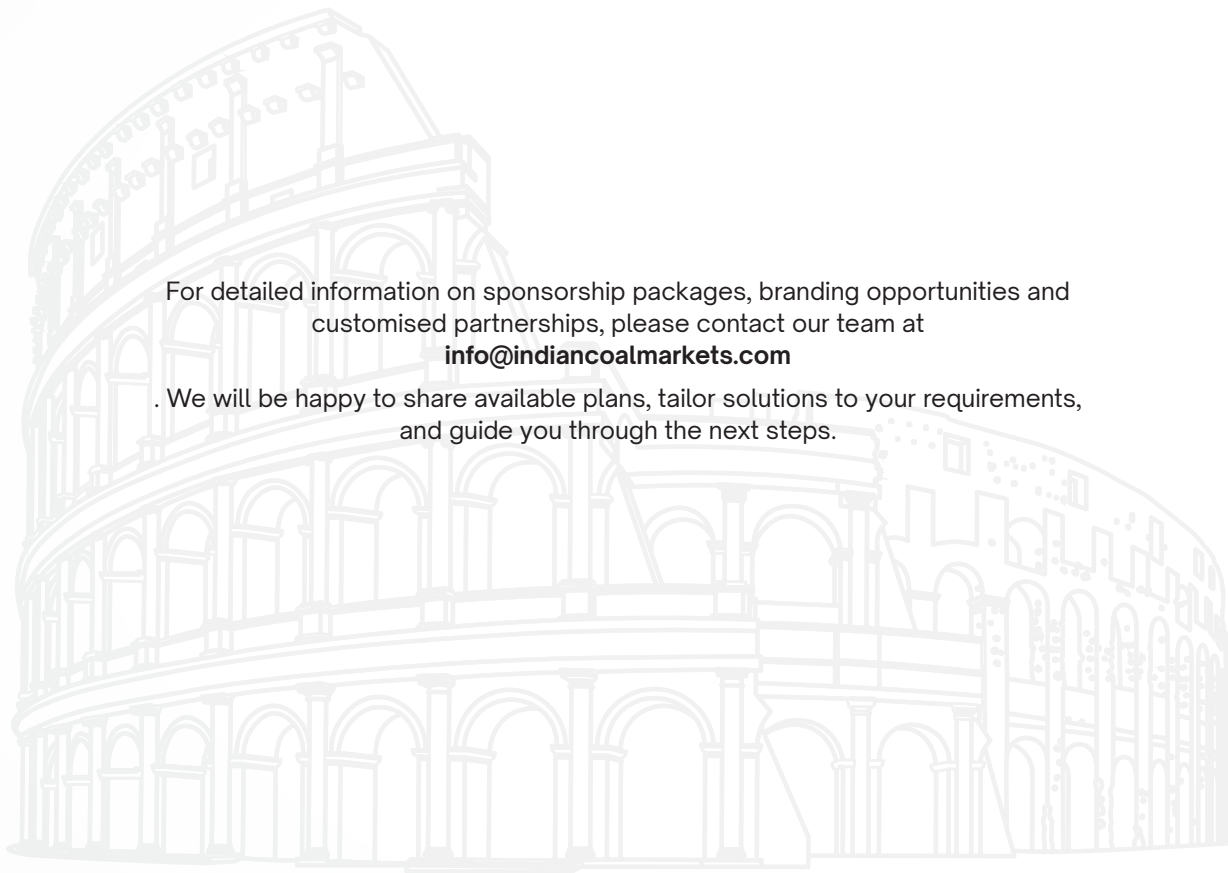 For detailed information on sponsorship packages, branding opportunities and
customised partnerships, please contact our team at
info@indiancoalmarkets.com
. We will be happy to share available plans, tailor solutions to your requirements,
and guide you through the next steps.